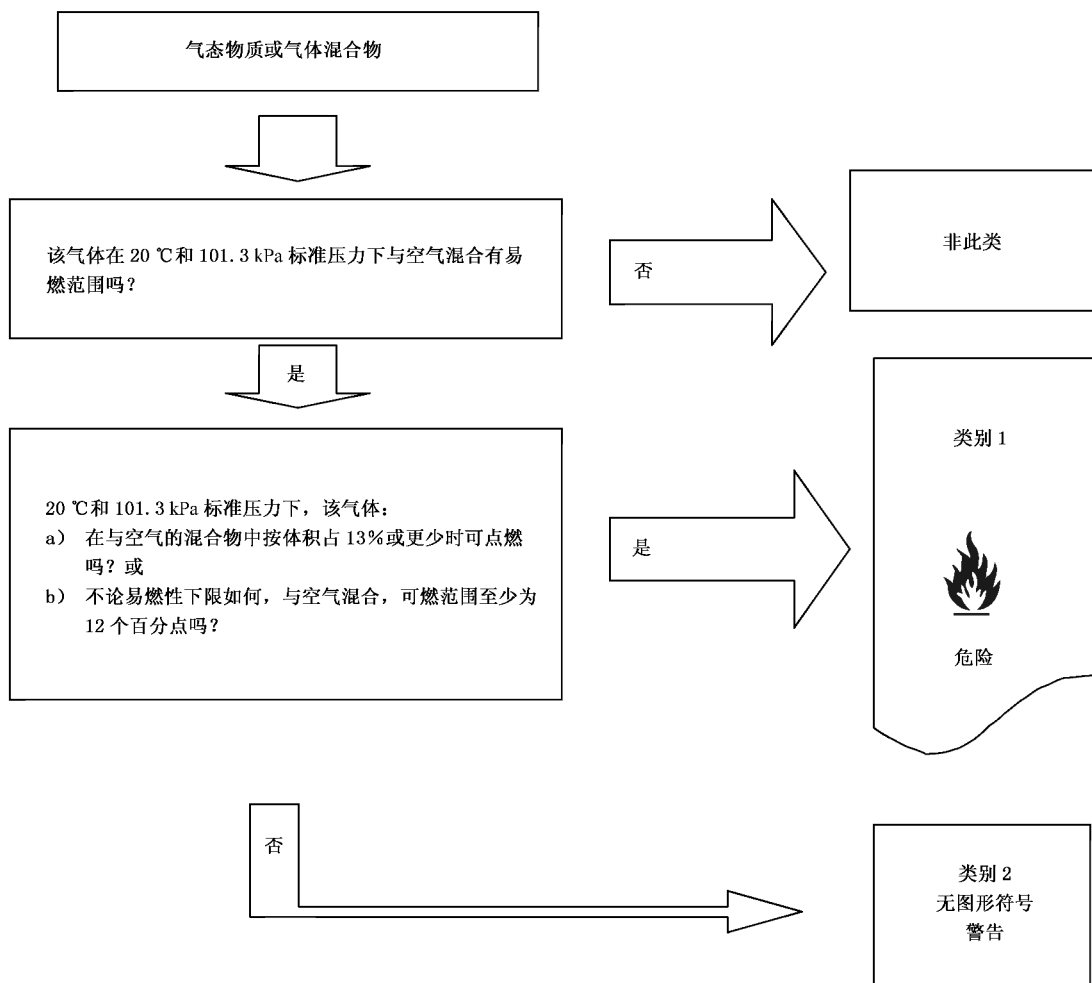 气态物质或气体混合物
该气体在 20 ℃和 101.3 kPa 标准压力下与空气混合有易
燃范围吗?
否
非此类
是
20 ℃和 101.3 kPa 标准压力下，该气体:
a） 在与空气的混合物中按体积占 13%或更少时可点燃
吗? 或
b） 不论易燃性下限如何，与空气混合，可燃范围至少为
12 个百分点吗?
是
类别 1
危险
否
类别 2
无图形符号
警告